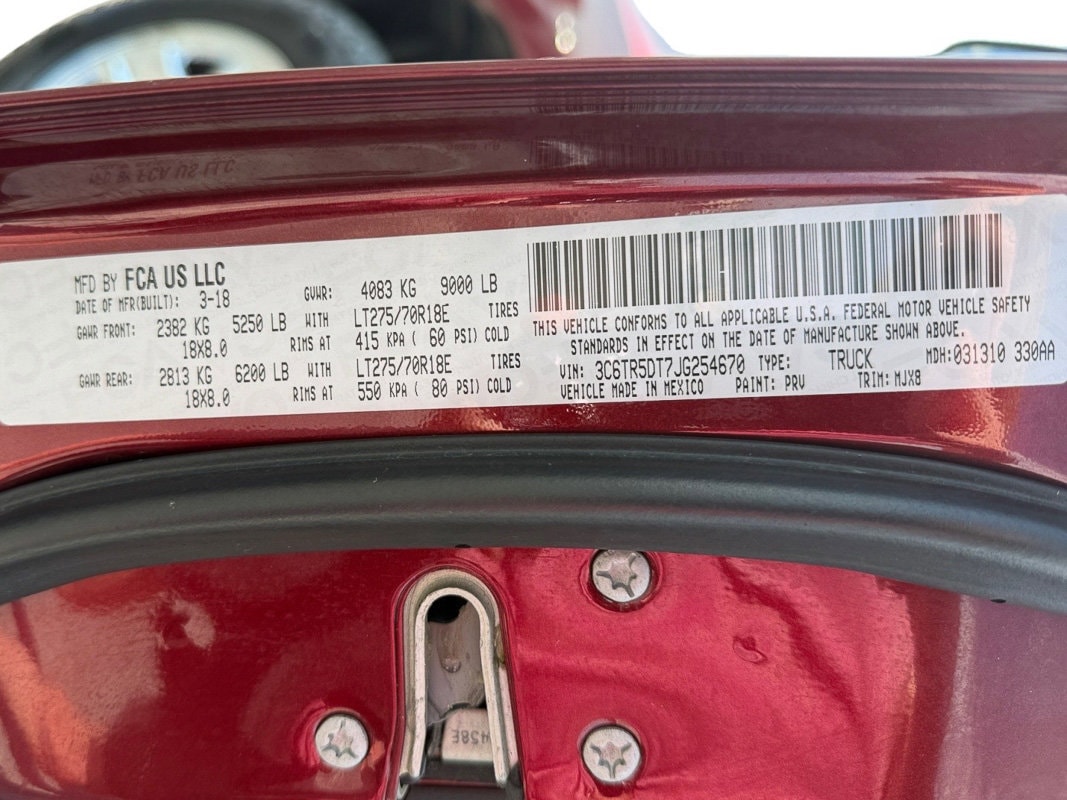 MFD BY FCA US LLC
DATE OF MFR(BUILT): 3-18 GVWR: 4083 KG 9000 LB
GAWR FRONT: 2382 KG 5250 LB WITH LT275/70R18E TIRES
18X8.0 RIMS AT 415 KPA ( 60 PSI) COLD
GAWR REAR: 2813 KG 6200 LB WITH LT275/70R18E TIRES
18X8.0 RIMS AT 550 KPA ( 80 PSI) COLD
THIS VEHICLE CONFORMS TO ALL APPLICABLE U.S.A. FEDERAL MOTOR VEHICLE SAFETY
STANDARDS IN EFFECT ON THE DATE OF MANUFACTURE SHOWN ABOVE.
VIN: 3C6TR5DT7JG254670 TYPE: TRUCK MDH:031310 330AA
VEHICLE MADE IN MEXICO PAINT: PRV TRIM: MJX8